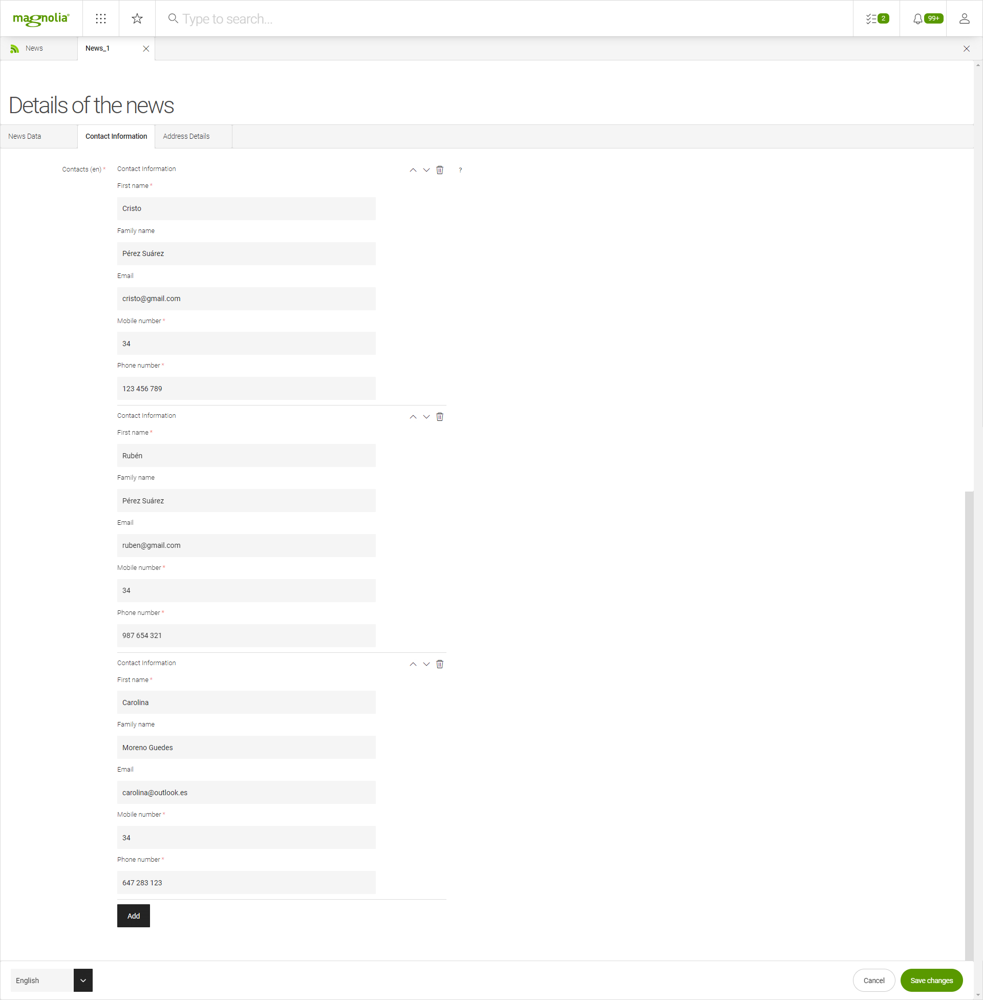 magnolia®
Type to search...
2
99+
News
News_1
Details of the news
News Data
Contact Information
Address Details
Contacts (en) *
Contact Information
?
First name *
Cristo
Family name
Pérez Suárez
Email
cristo@gmail.com
Mobile number *
34
Phone number *
123 456 789
Contact Information
First name *
Rubén
Family name
Pérez Suárez
Email
ruben@gmail.com
Mobile number *
34
Phone number *
987 654 321
Contact Information
First name *
Carolina
Family name
Moreno Guedes
Email
carolina@outlook.es
Mobile number *
34
Phone number *
647 283 123
Add
English
Cancel
Save changes